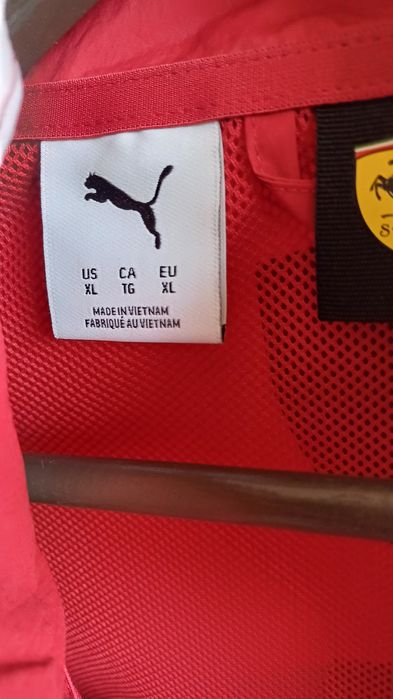 US CA EU
XL TG XL
MADE IN VIETNAM
FABRIQUÉ AU VIETNAM
S